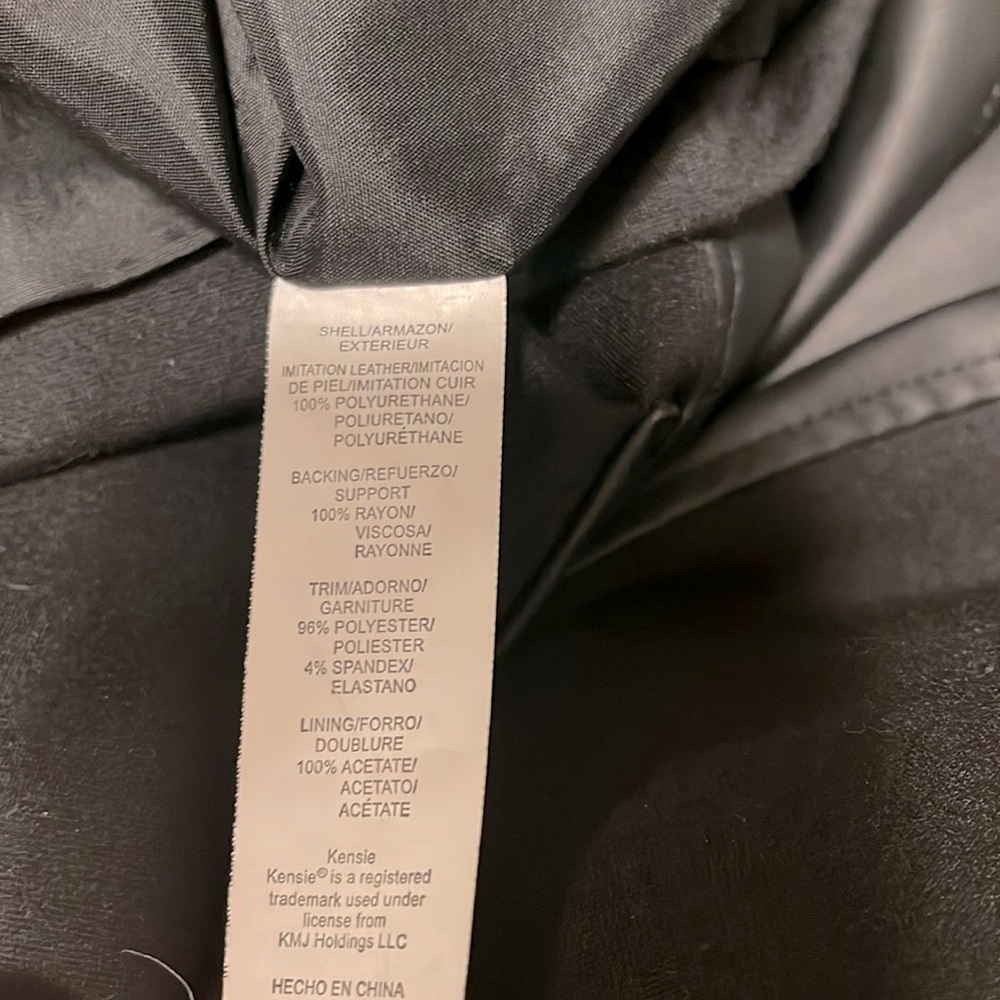 SHELL/ARMAZON/
EXTERIEUR
IMITATION LEATHER/IMITACION
DE PIEL/IMITATION CUIR
100% POLYURETHANE/
POLIURETANO/
POLYURÉTHANE
BACKING/REFUERZO/
SUPPORT
100% RAYON/
VISCOSA/
RAYONNE
TRIM/ADORNO/
GARNITURE
96% POLYESTER/
POLIESTER
4% SPANDEX/
ELASTANO
LINING/FORRO/
DOUBLURE
100% ACETATE/
ACETATO/
ACÉTATE
Kensie
Kensie® is a registered
trademark used under
license from
KMJ Holdings LLC
HECHO EN CHINA